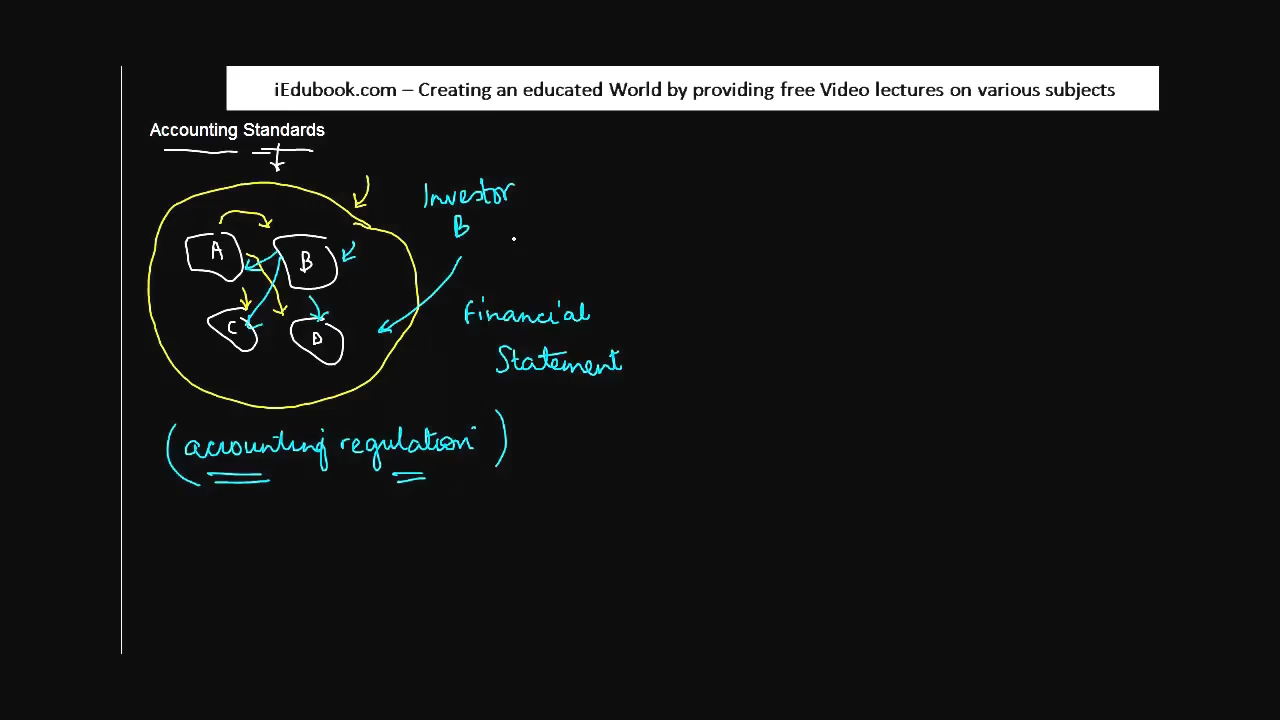 iEdubook.com – Creating an educated World by providing free Video lectures on various subjects
Accounting Standards
Investor
B
A
B
C
D
Financial
Statement
(accounting regulation)